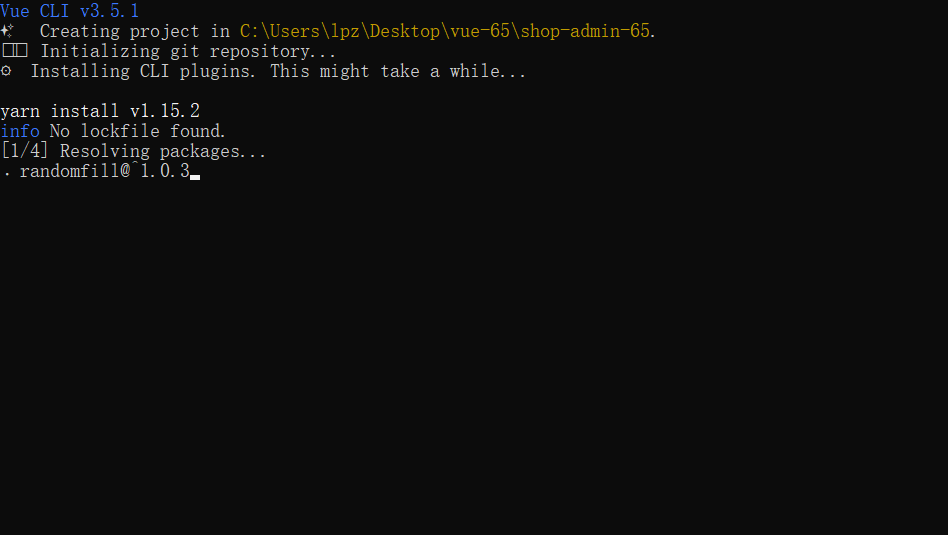 Vue CLI v3.5.1
✨  Creating project in C:\Users\lpz\Desktop\vue-65\shop-admin-65.
Initializing git repository...
⚙  Installing CLI plugins. This might take a while...
yarn install v1.15.2
info No lockfile found.
[1/4] Resolving packages...
⠂ randomfill@^1.0.3